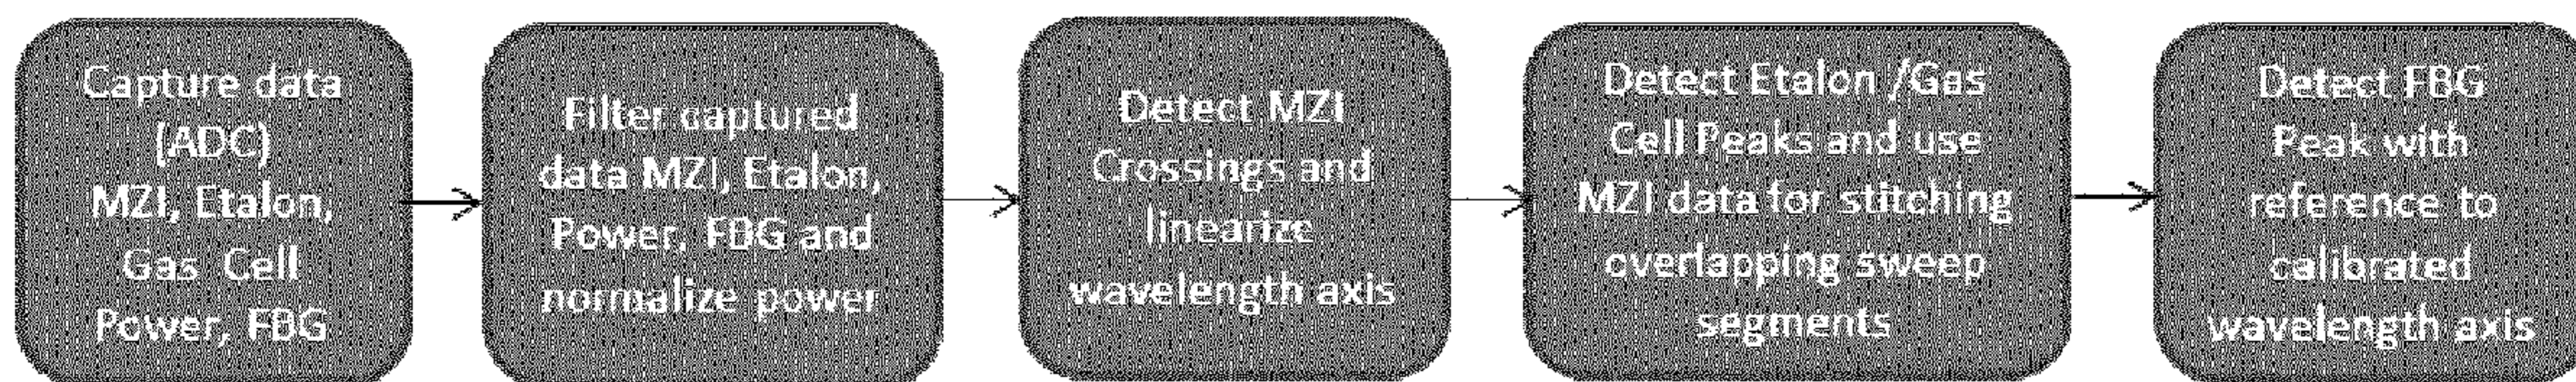 Capture data
(ADC)
MZI, Etalon,
Gas Cell
Power, FBG
Filter captured
data MZI, Etalon,
Power, FBG and
normalize power
Detect MZI
Crossings and
linearize
wavelength axis
Detect Etalon /Gas
Cell Peaks and use
MZI data for stitching
overlapping sweep
segments
Detect FBG
Peak with
reference to
calibrated
wavelength axis